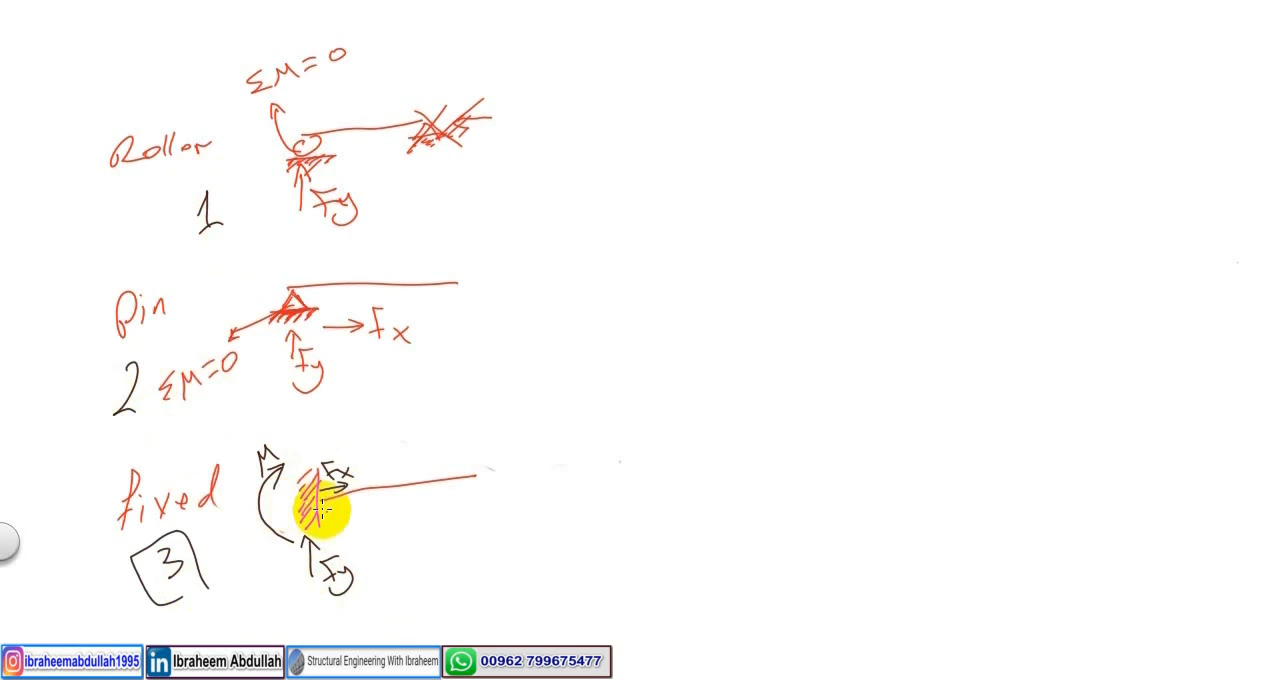 ΣM=0
Roller
Fy
1
Pin
Fx
Fy
2 ΣM=0
M
Fx
fixed
3
Fy
ibraheemabdullah1995
in Ibraheem Abdullah
Structural Engineering With Ibraheem
00962 799675477